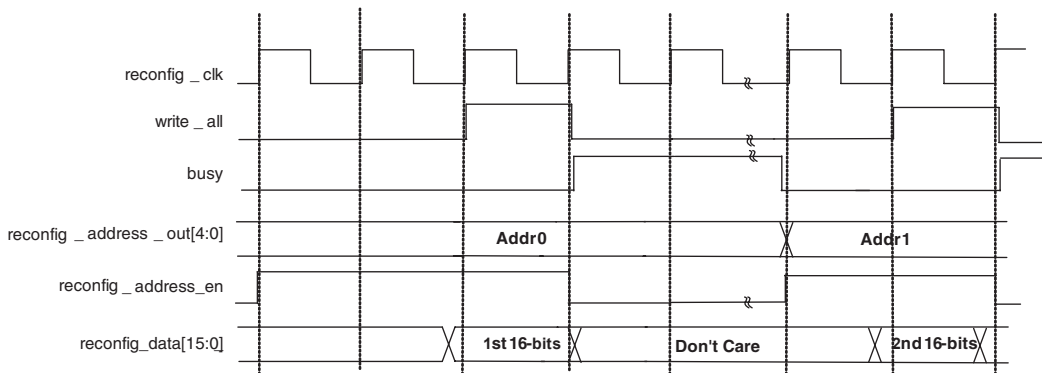 reconfig _ clk
write _ all
busy
reconfig _ address _ out[4:0]
Addr0
Addr1
reconfig _ address_en
reconfig_data[15:0]
1st 16-bits
Don't Care
2nd 16-bits